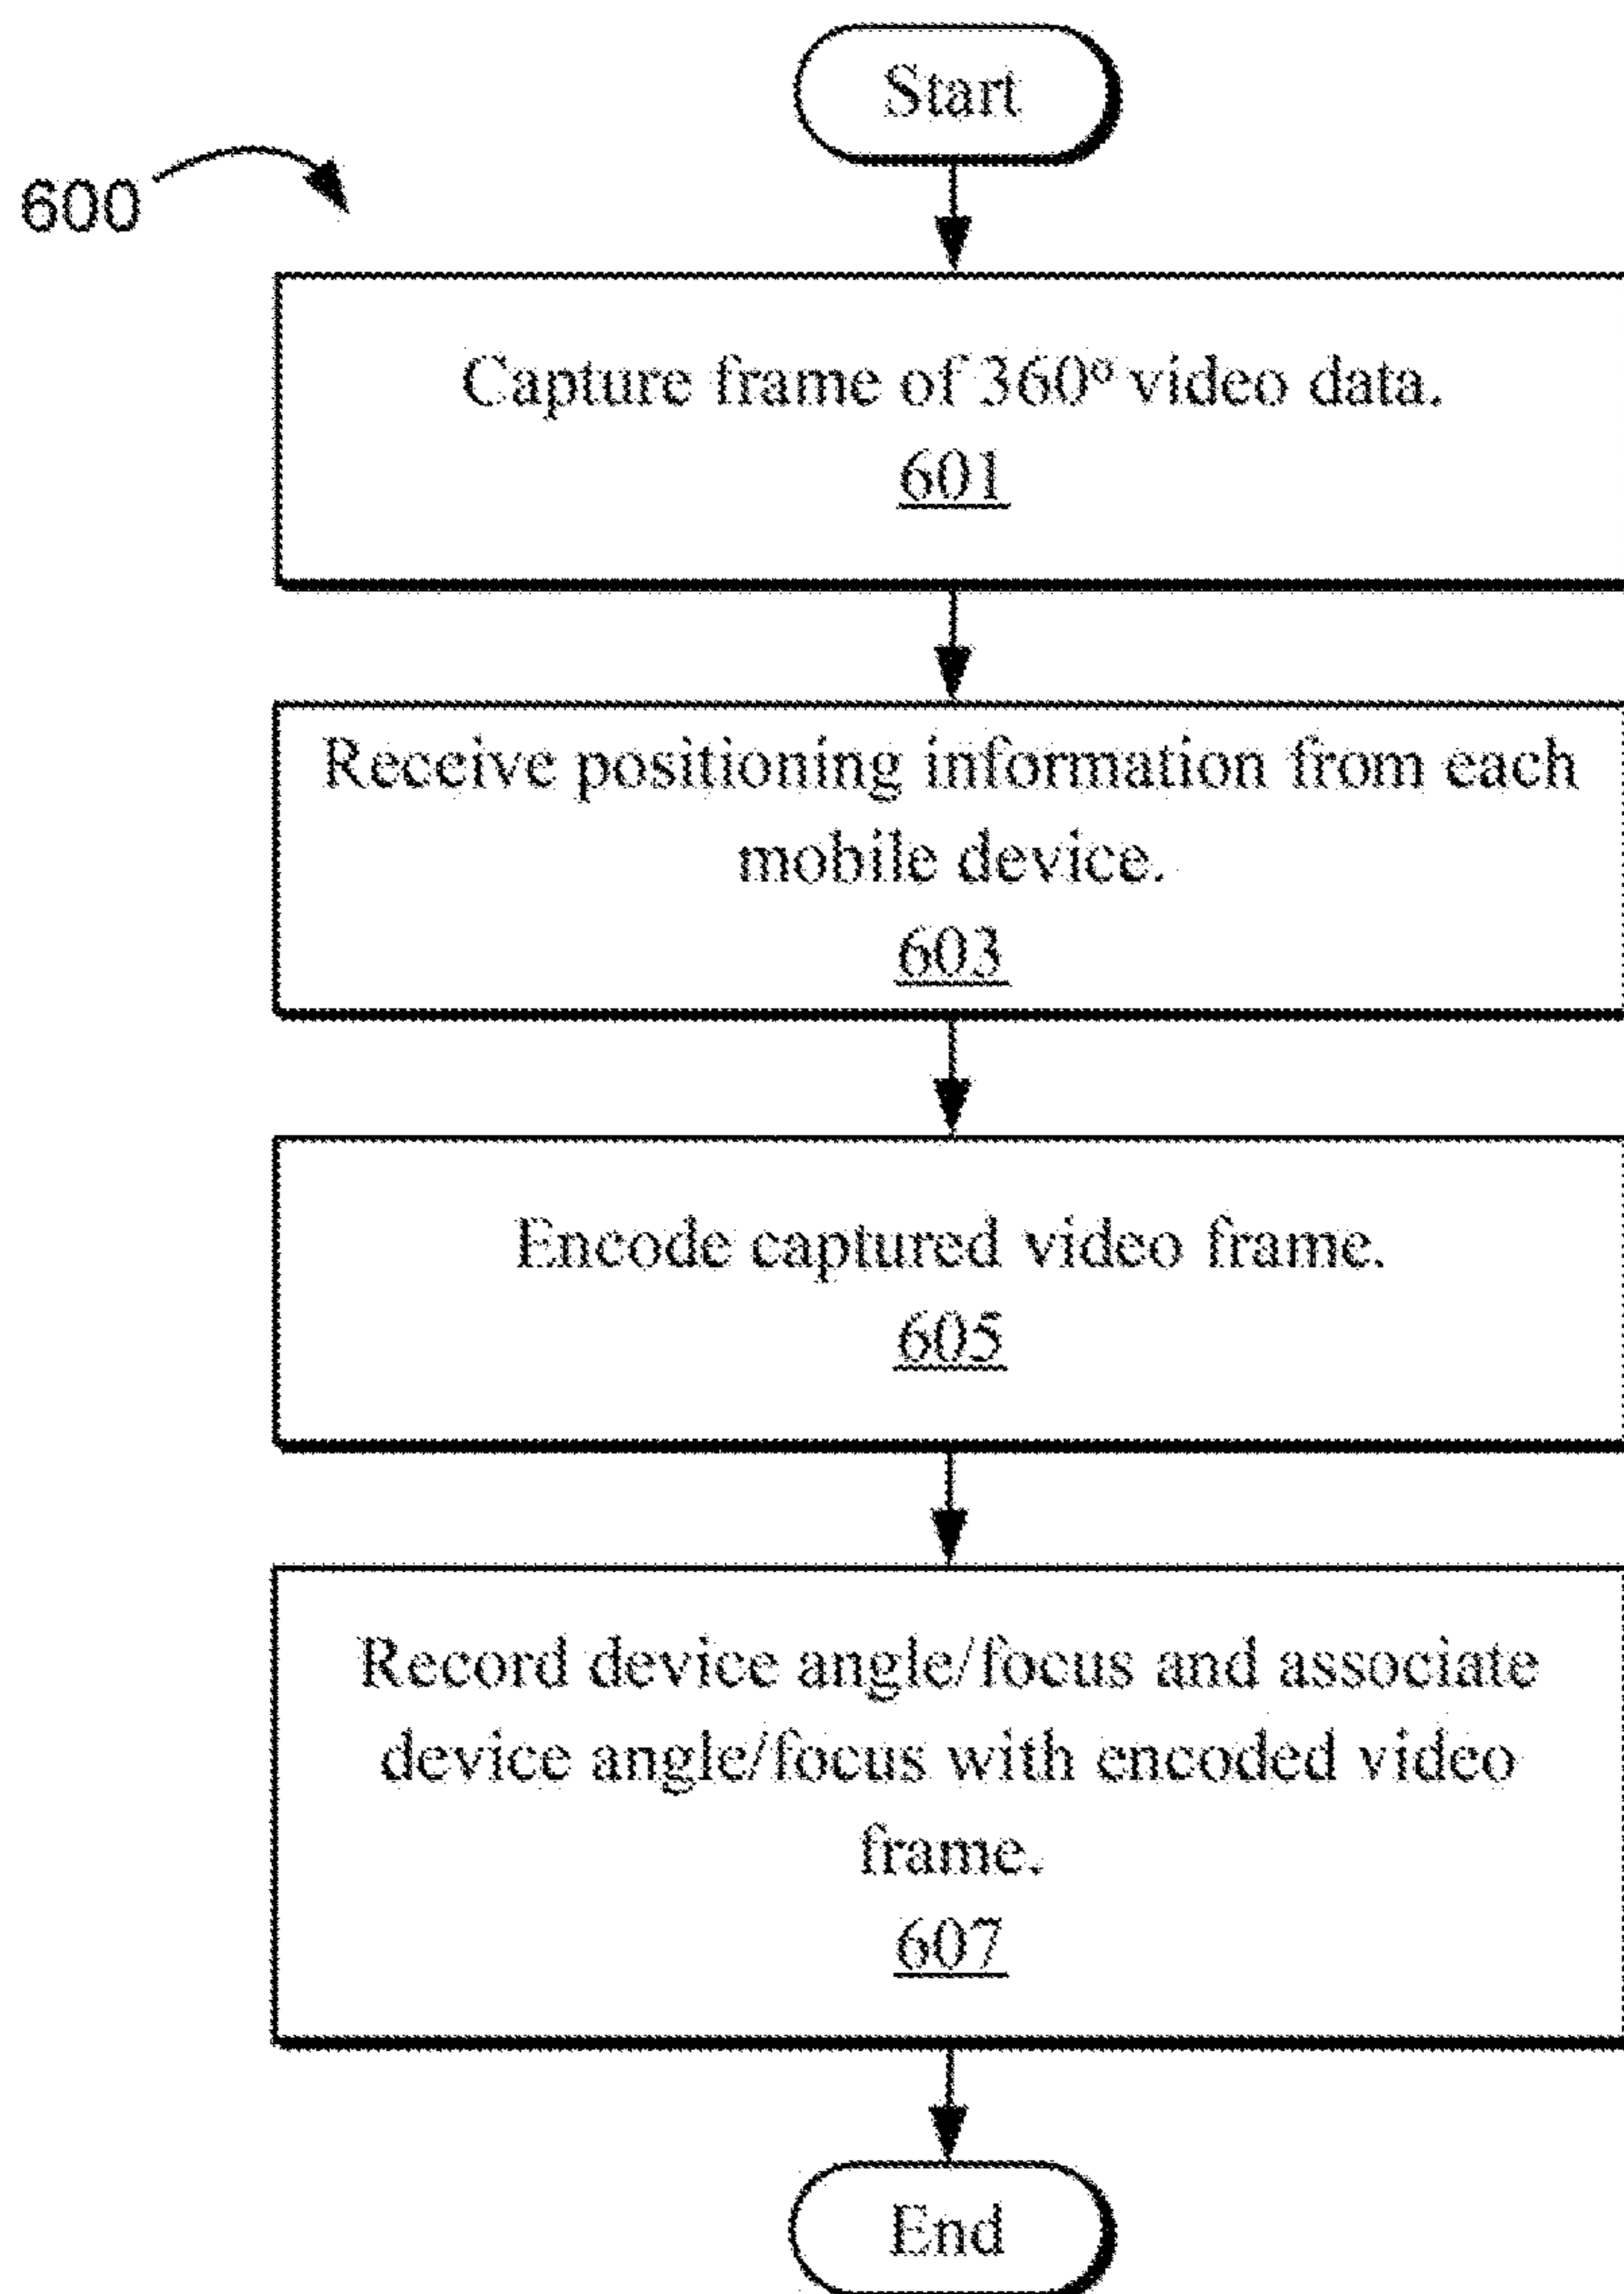 Start
600
Capture frame of 360º video data.
601
Receive positioning information from each
mobile device.
603
Encode captured video frame.
605
Record device angle/focus and associate
device angle/focus with encoded video
frame.
607
End